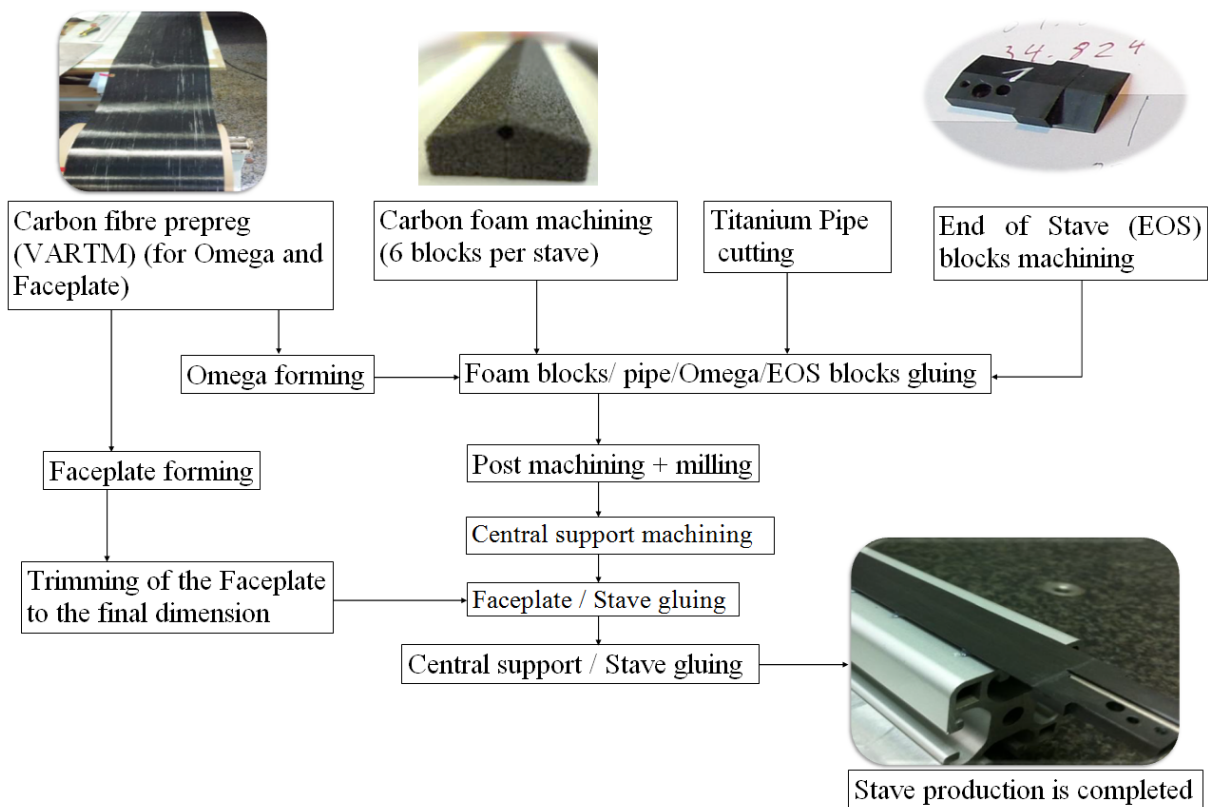 34.824
1
Carbon fibre prepreg
(VARTM) (for Omega and
Faceplate)
Carbon foam machining
(6 blocks per stave)
Titanium Pipe
cutting
End of Stave (EOS)
blocks machining
Omega forming
Foam blocks/ pipe/Omega/EOS blocks gluing
Faceplate forming
Post machining + milling
Central support machining
Trimming of the Faceplate
to the final dimension
Faceplate / Stave gluing
Central support / Stave gluing
Stave production is completed